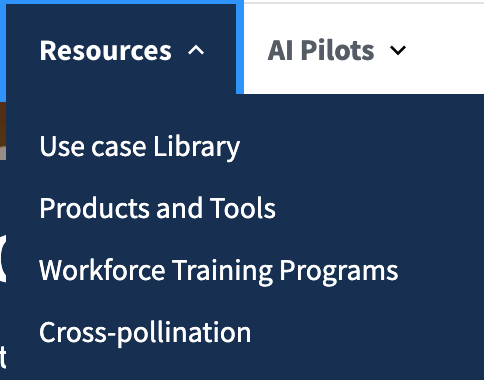 Resources
AI Pilots
Use case Library
Products and Tools
Workforce Training Programs
Cross-pollination